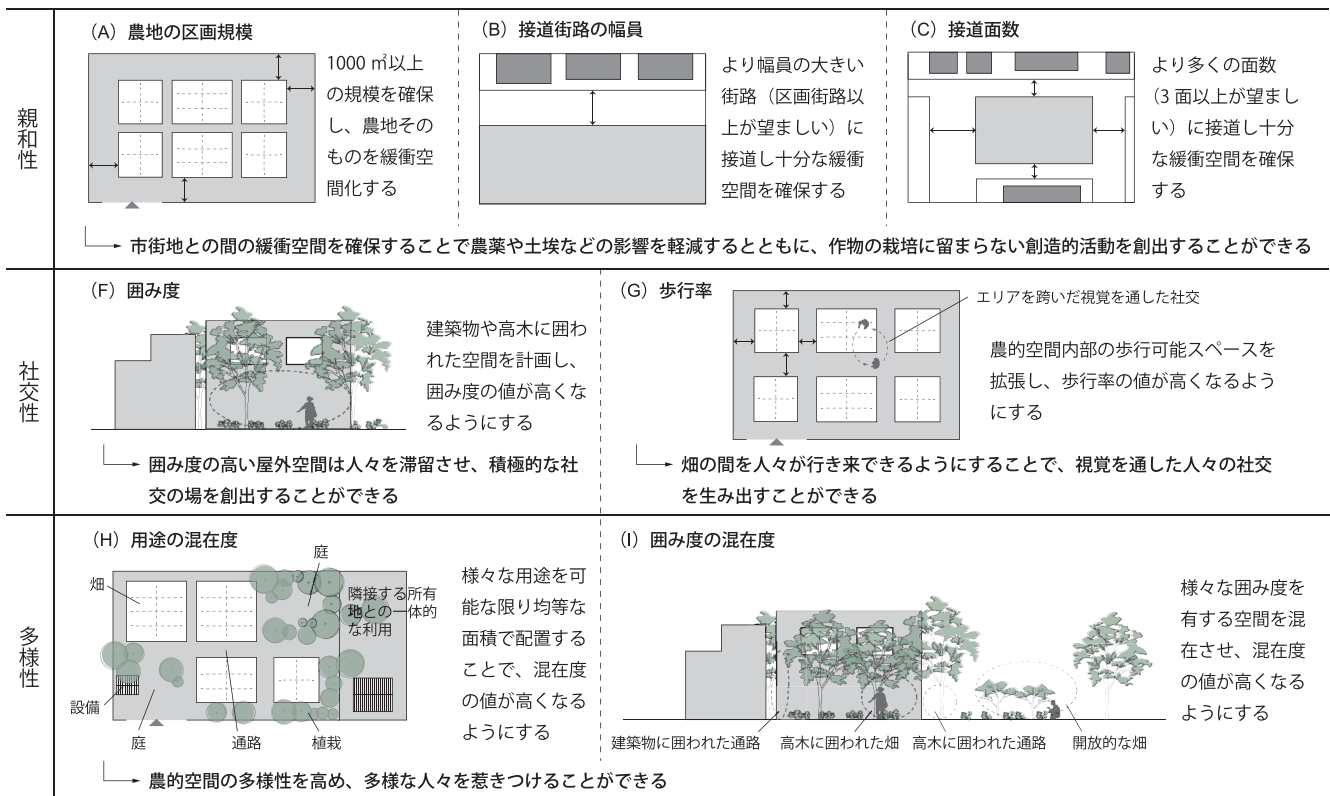 親和性
(A) 農地の区画規模
1000 ㎡以上
の規模を確保
し、農地その
ものを緩衝空
間化する
(B) 接道街路の幅員
より幅員の大きい
街路（区画街路以
上が望ましい）に
接道し十分な緩衝
空間を確保する
(C) 接道面数
より多くの面数
（3 面以上が望まし
い）に接道し十分
な緩衝空間を確保
する
市街地との間の緩衝空間を確保することで農薬や土埃などの影響を軽減するとともに、作物の栽培に留まらない創造的活動を創出することができる
社交性
(F) 囲み度
建築物や高木に囲わ
れた空間を計画し、
囲み度の値が高くな
るようにする
囲み度の高い屋外空間は人々を滞留させ、積極的な社
交の場を創出することができる
(G) 歩行率
エリアを跨いだ視覚を通した社交
農的空間内部の歩行可能スペースを
拡張し、歩行率の値が高くなるよう
にする
畑の間を人々が行き来できるようにすることで、視覚を通した人々の社交
を生み出すことができる
多様性
(H) 用途の混在度
庭
畑
隣接する所有
地との一体的
な利用
設備
庭
通路
植栽
様々な用途を可
能な限り均等な
面積で配置する
ことで、混在度
の値が高くなる
ようにする
農的空間の多様性を高め、多様な人々を惹きつけることができる
(I) 囲み度の混在度
様々な囲み度を
有する空間を混
在させ、混在度
の値が高くなる
ようにする
建築物に囲われた通路
高木に囲われた畑
高木に囲われた通路
開放的な畑